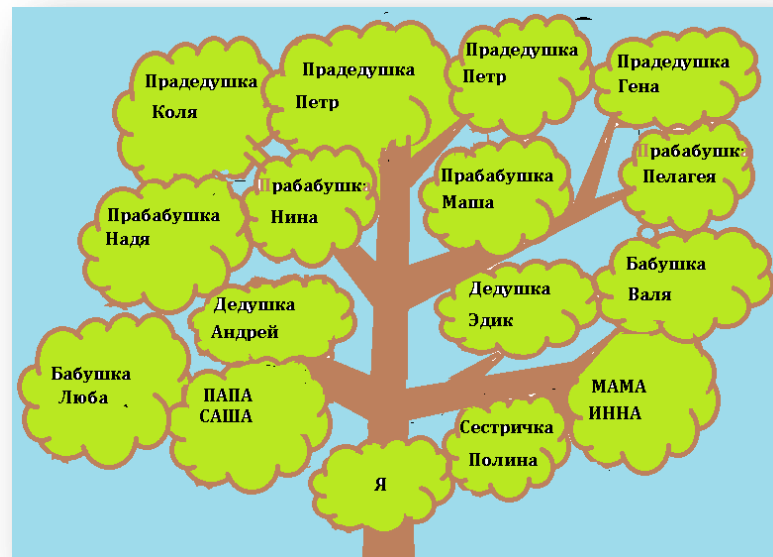 Прадедушка
Коля
Прадедушка
Петр
Прадедушка
Петр
Прадедушка
Гена
Прабабушка
Надя
Прабабушка
Нина
Прабабушка
Маша
Прабабушка
Пелагея
Дедушка
Андрей
Дедушка
Эдик
Бабушка
Валя
Бабушка
Люба
ПАПА
САША
Сестричка
Полина
МАМА
ИННА
Я